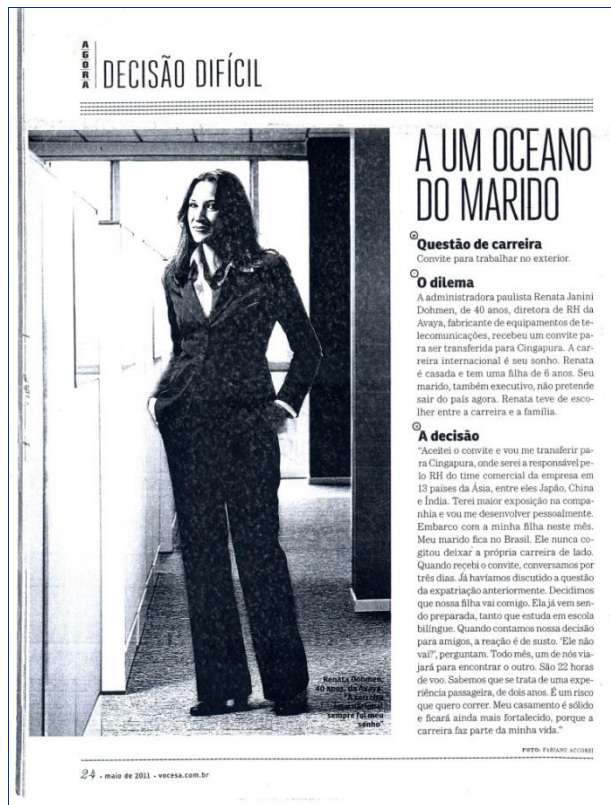 AGORA
DECISÃO DIFÍCIL
A UM OCEANO
DO MARIDO
Questão de carreira
Convite para trabalhar no exterior.
O dilema
A administradora paulista Renata Janini
Dohmen, de 40 anos, diretora de RH da
Avaya, fabricante de equipamentos de te-
lecomunicações, recebeu um convite pa-
ra ser transferida para Cingapura. A car-
reira internacional é seu sonho. Renata
é casada e tem uma filha de 6 anos. Seu
marido, também executivo, não pretende
sair do país agora. Renata teve de esco-
lher entre a carreira e a família.
A decisão
"Aceitei o convite e vou me transferir pa-
ra Cingapura, onde serei a responsável pe-
lo RH do time comercial da empresa em
13 países da Ásia, entre eles Japão, China
e Índia. Terei maior exposição na compa-
nhia e vou me desenvolver pessoalmente.
Embarco com a minha filha neste mês.
Meu marido fica no Brasil. Ele nunca co-
gitou deixar a própria carreira de lado.
Quando recebi o convite, conversamos por
três dias. Já havíamos discutido a questão
da expatriação anteriormente. Decidimos
que nossa filha vai comigo. Ela já vem sen-
do preparada, tanto que estuda em escola
bilíngue. Quando contamos nossa decisão
para amigos, a reação é de susto. 'Ele não
vai?', perguntam. Todo mês, um de nós via-
jará para encontrar o outro. São 22 horas
de voo. Sabemos que se trata de uma expe-
riência passageira, de dois anos. É um risco
que quero correr. Meu casamento é sólido
e ficará ainda mais fortalecido, porque a
carreira faz parte da minha vida."
Renata Dohmen,
40 anos, da Avaya:
"A carreira
internacional
sempre foi meu
sonho"
FOTO: FABIANO ACCORSI
24 - maio de 2011 - vocesa.com.br